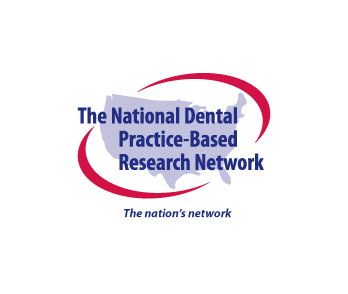 The National Dental
Practice-Based
Research Network
The nation's network